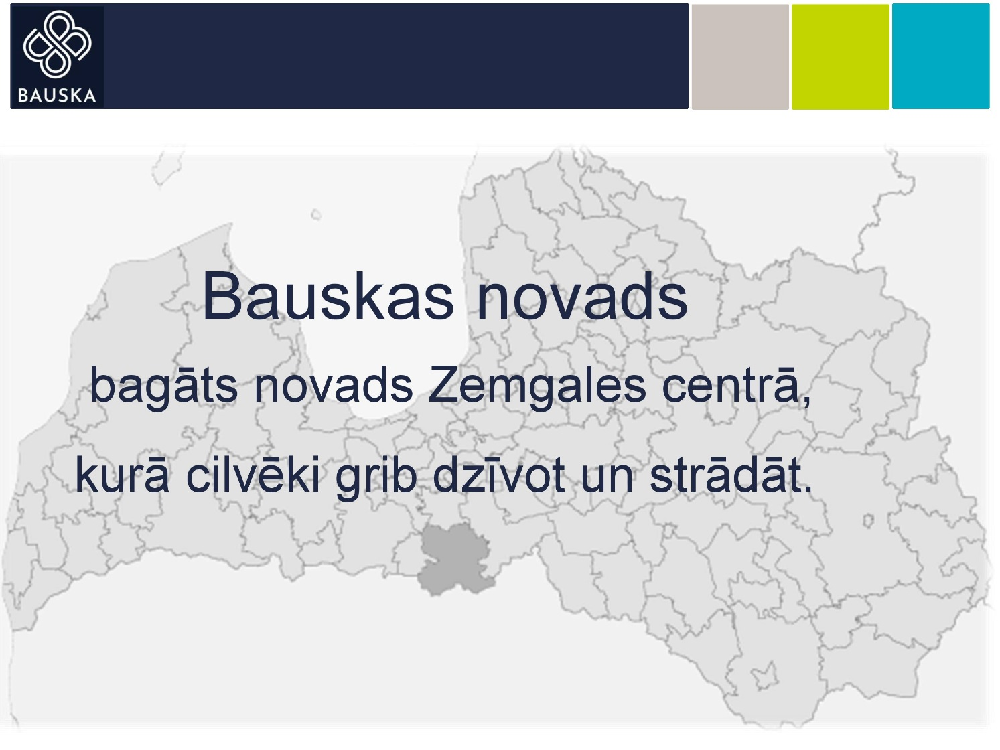 BAUSKA
Bauskas novads
bagāts novads Zemgales centrā,
kurā cilvēki grib dzīvot un strādāt.